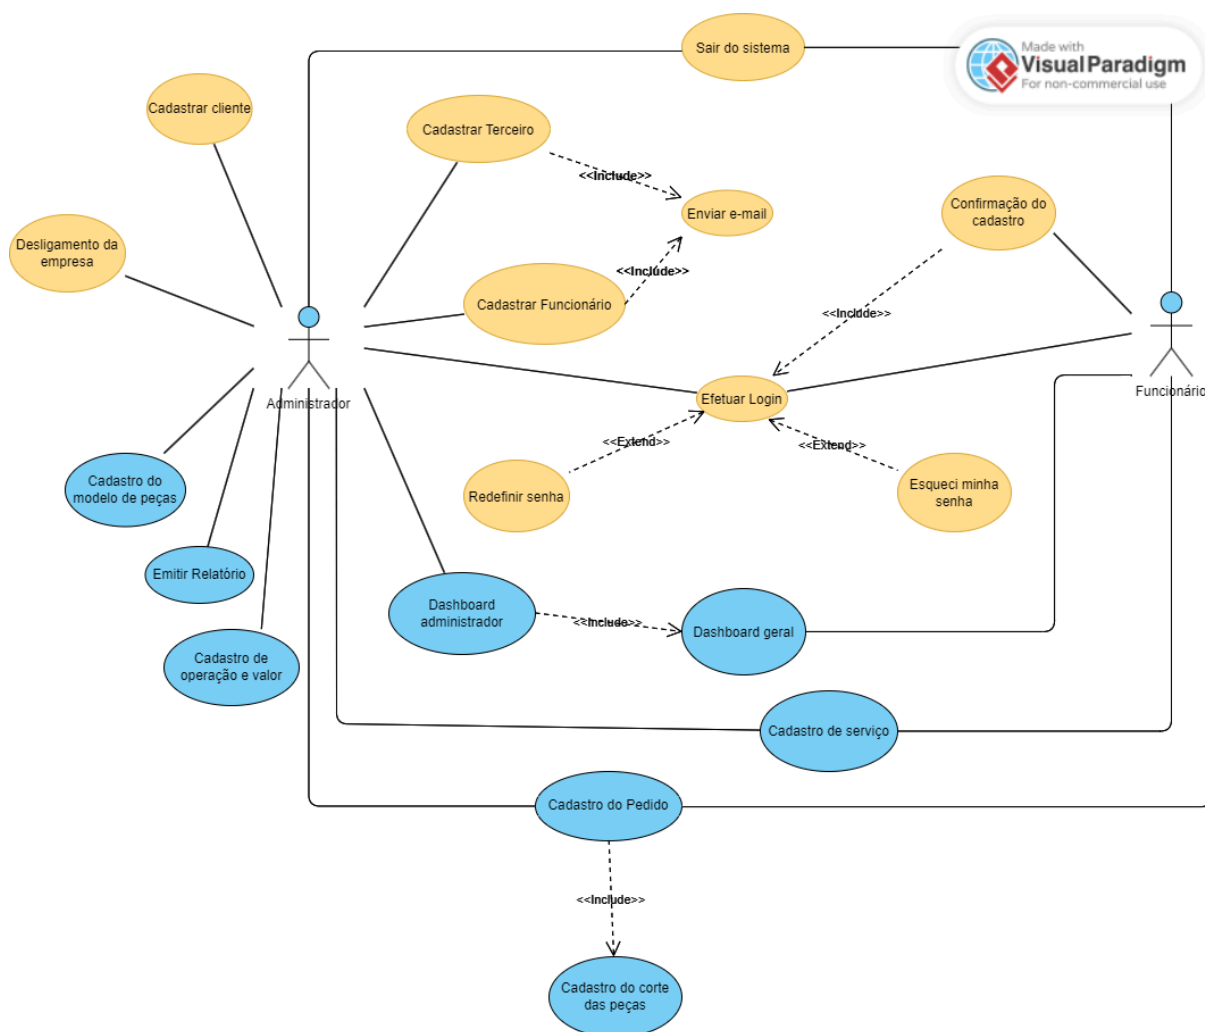 Sair do sistema
Made with
VisualParadigm
For non-commercial use
Cadastrar cliente
Cadastrar Terceiro
<<Include>>
Enviar e-mail
Confirmação do
cadastro
Desligamento da
empresa
<<Include>>
Cadastrar Funcionário
<<Include>>
Administrador
Efetuar Login
Funcionário
<<Extend>>
<<Extend>>
Cadastro do
modelo de peças
Redefinir senha
Esqueci minha
senha
Emitir Relatório
Dashboard
administrador
<<Include>>
Dashboard geral
Cadastro de
operação e valor
Cadastro de serviço
Cadastro do Pedido
<<Include>>
Cadastro do corte
das peças